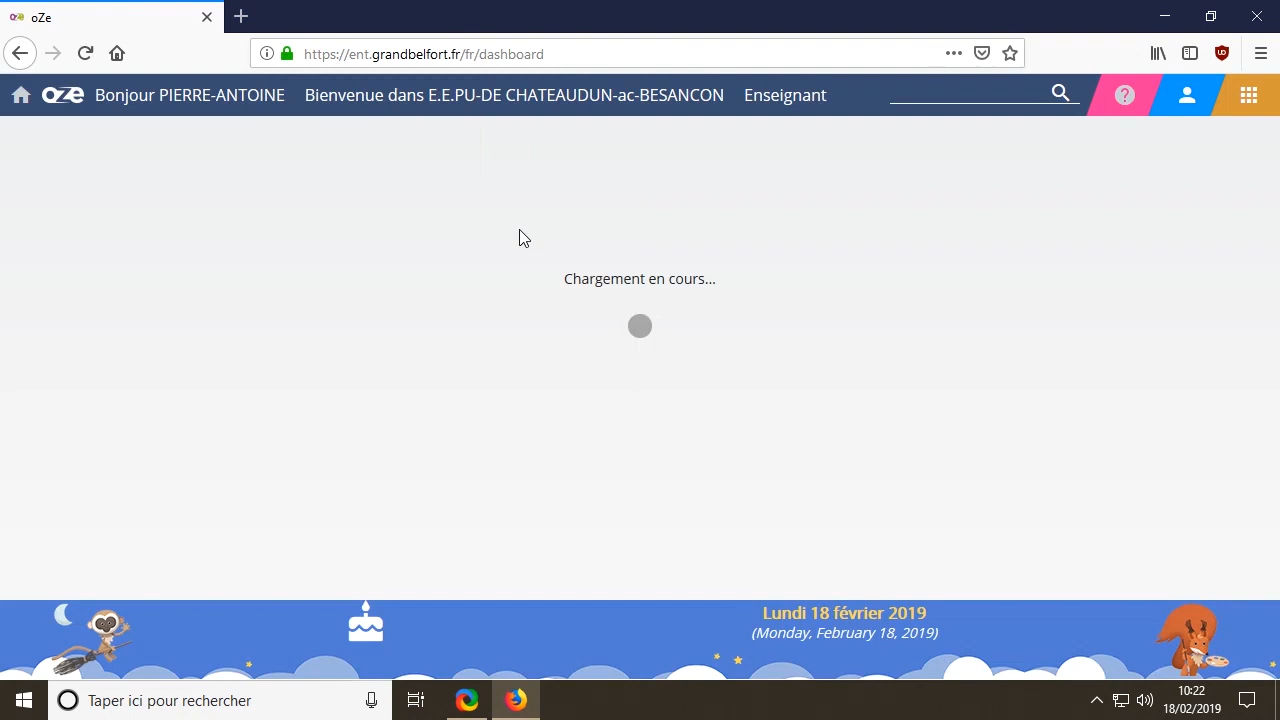 oZe
https://ent.grandbelfort.fr/fr/dashboard
oze Bonjour PIERRE-ANTOINE Bienvenue dans E.E.PU-DE CHATEAUDUN-ac-BESANCON Enseignant
Chargement en cours...
Lundi 18 février 2019
(Monday, February 18, 2019)
Taper ici pour rechercher
10:22
18/02/2019